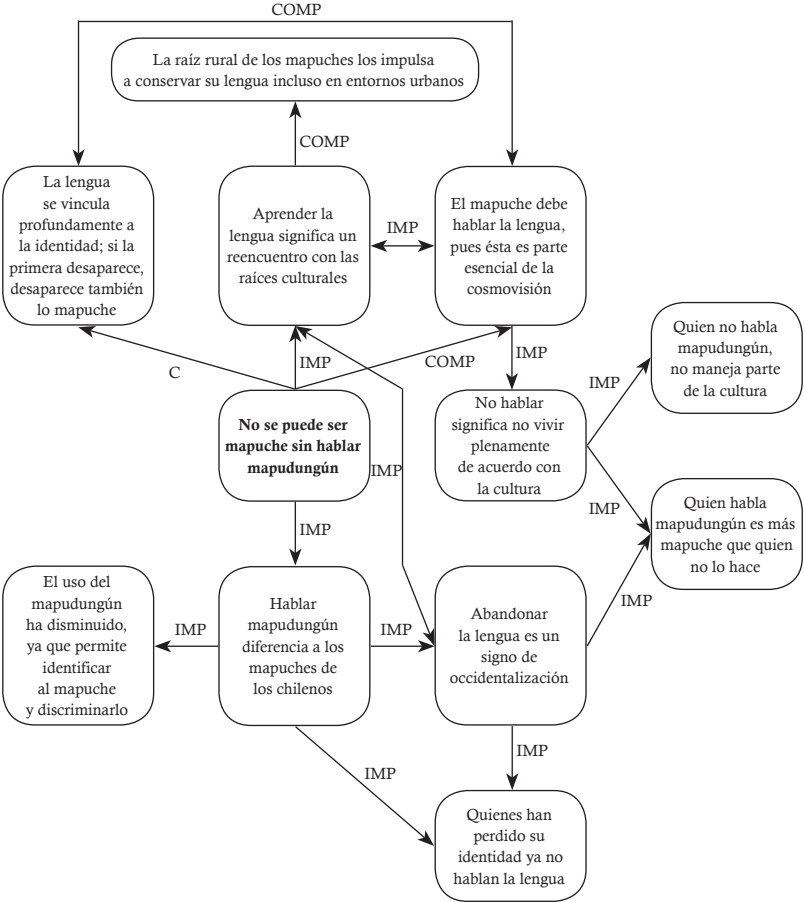 COMP
La raíz rural de los mapuches los impulsa
a conservar su lengua incluso en entornos urbanos
COMP
La lengua
se vincula
profundamente a
la identidad; si la
primera desaparece,
desaparece también
lo mapuche
Aprender la
lengua significa un
reencuentro con las
raíces culturales
IMP
El mapuche debe
hablar la lengua,
pues ésta es parte
esencial de la
cosmovisión
C
IMP
COMP
IMP
Quien no habla
mapudungún,
no maneja parte
de la cultura
No se puede ser
mapuche sin hablar
mapudungún
IMP
No hablar
significa no vivir
plenamente
de acuerdo con
la cultura
IMP
IMP
Quien habla
mapudungún es más
mapuche que quien
no lo hace
IMP
El uso del
mapudungún
ha disminuido,
ya que permite
identificar
al mapuche
y discriminarlo
IMP
Hablar
mapudungún
diferencia a los
mapuches de
los chilenos
IMP
Abandonar
la lengua es un
signo de
occidentalización
IMP
IMP
IMP
Quienes han
perdido su
identidad ya no
hablan la lengua